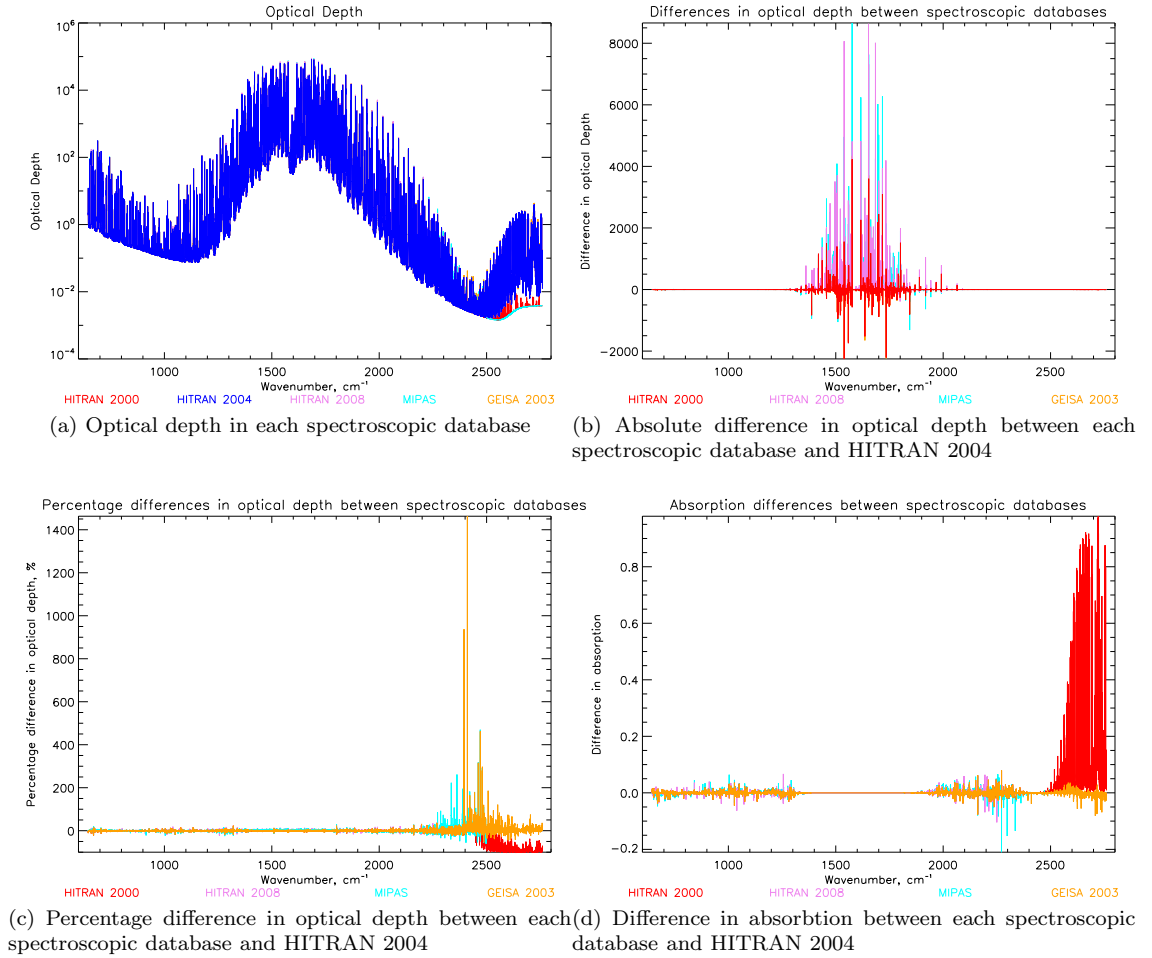 Optical Depth
10⁶
10⁴
10²
10⁰
10⁻²
10⁻⁴
Optical Depth
1000 1500 2000 2500
Wavenumber, cm⁻¹
HITRAN 2000 HITRAN 2004 HITRAN 2008 MIPAS GEISA 2003
(a) Optical depth in each spectroscopic database
Differences in optical depth between spectroscopic databases
8000
6000
4000
2000
0
−2000
Difference in optical Depth
1000 1500 2000 2500
Wavenumber, cm⁻¹
HITRAN 2000 HITRAN 2008 MIPAS GEISA 2003
(b) Absolute difference in optical depth between each
spectroscopic database and HITRAN 2004
Percentage differences in optical depth between spectroscopic databases
1400
1200
1000
800
600
400
200
0
Percentage difference in optical depth, %
1000 1500 2000 2500
Wavenumber, cm⁻¹
HITRAN 2000 HITRAN 2008 MIPAS GEISA 2003
(c) Percentage difference in optical depth between each
spectroscopic database and HITRAN 2004
Absorption differences between spectroscopic databases
0.8
0.6
0.4
0.2
0.0
−0.2
Difference in absorption
1000 1500 2000 2500
Wavenumber, cm⁻¹
HITRAN 2000 HITRAN 2008 MIPAS GEISA 2003
(d) Difference in absorbtion between each spectroscopic
database and HITRAN 2004